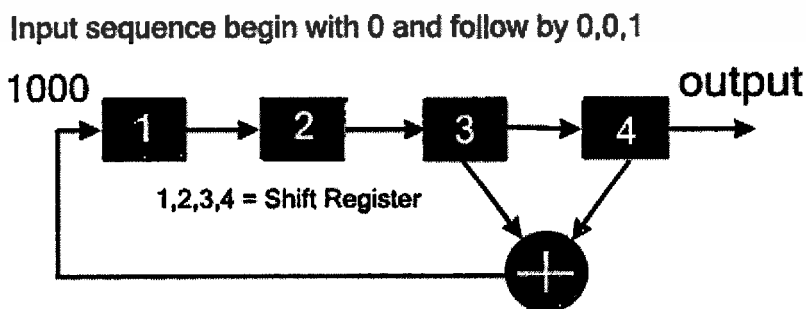 Input sequence begin with 0 and follow by 0,0,1
1000
output
1
2
3
4
1,2,3,4 = Shift Register
+